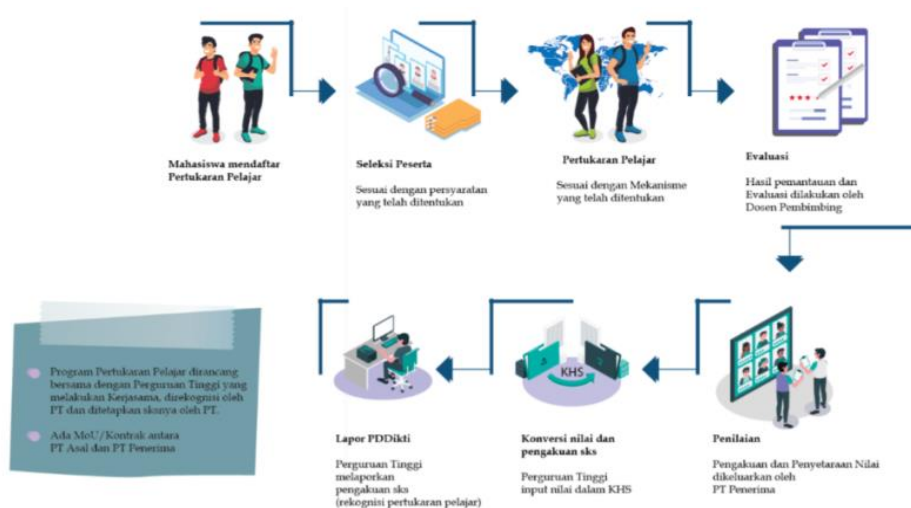 Mahasiswa mendaftar
Pertukaran Pelajar
Seleksi Peserta
Sesuai dengan persyaratan
yang telah ditentukan
Pertukaran Pelajar
Sesuai dengan Mekanisme
yang telah ditentukan
Evaluasi
Hasil pemantauan dan
Evaluasi dilakukan oleh
Dosen Pembimbing
Penilaian
Pengakuan dan Penyetaraan Nilai
dikeluarkan oleh
PT Penerima
KHS
Konversi nilai dan
pengakuan sks
Perguruan Tinggi
input nilai dalam KHS
Lapor PDDikti
Perguruan Tinggi
melaporkan
pengakuan sks
(rekognisi pertukaran pelajar)
Program Pertukaran Pelajar dirancang
bersama dengan Perguruan Tinggi yang
melakukan Kerjasama, direkognisi oleh
PT dan ditetapkan sksnya oleh PT.
Ada MoU/Kontrak antara
PT Asal dan PT Penerima